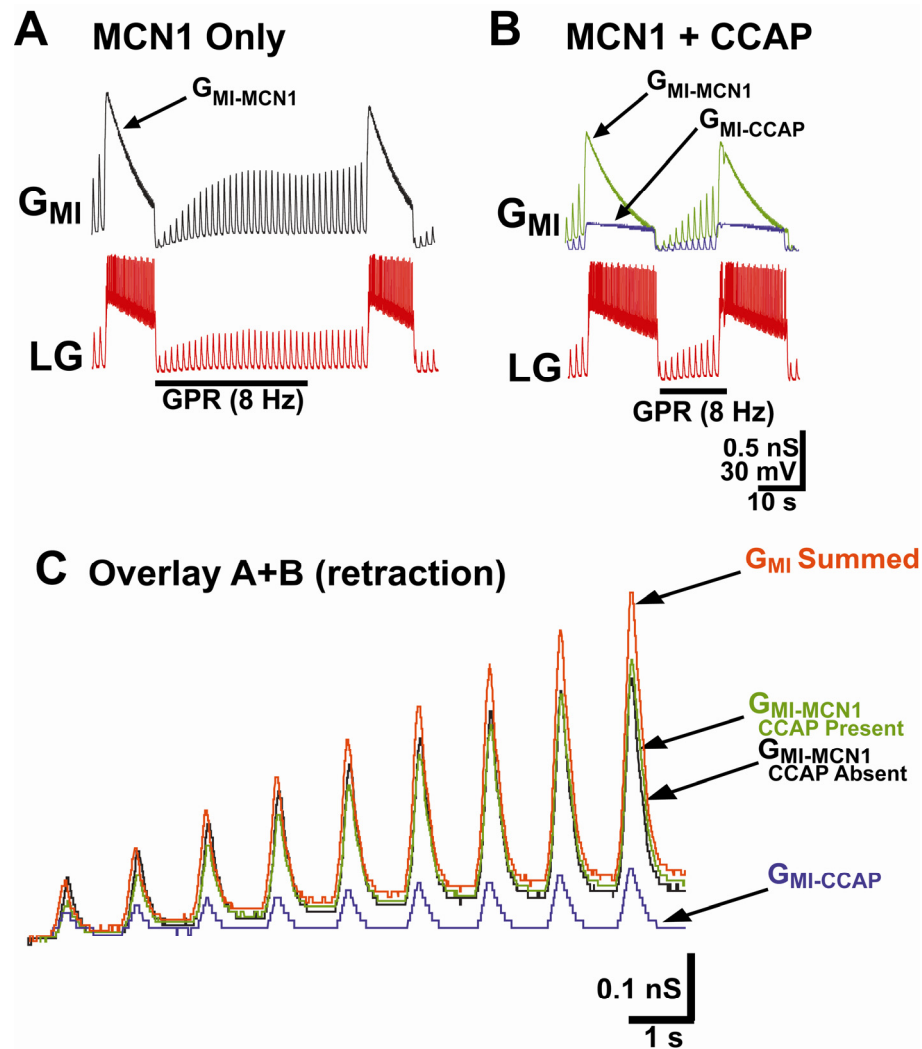 A MCN1 Only
B MCN1 + CCAP
GMI-MCN1
GMI-MCN1
GMI-CCAP
GMI
GMI
LG
LG
GPR (8 Hz)
GPR (8 Hz)
0.5 nS
30 mV
10 s
C Overlay A+B (retraction)
GMI Summed
GMI-MCN1
CCAP Present
GMI-MCN1
CCAP Absent
GMI-CCAP
0.1 nS
1 s